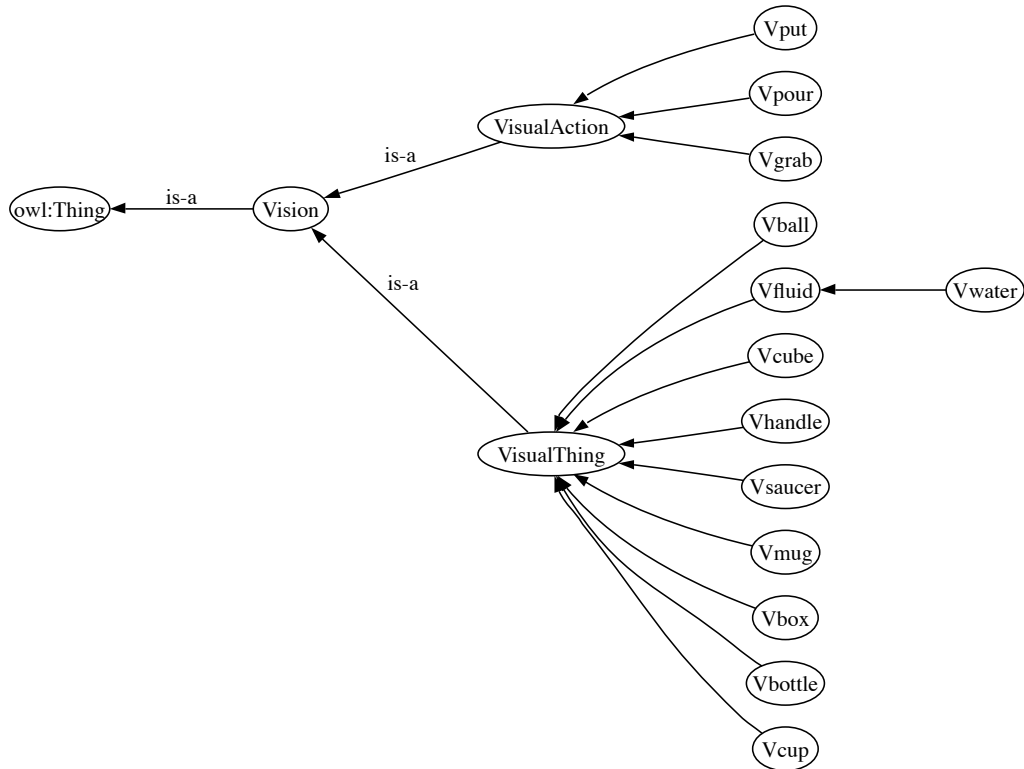 Vput
Vpour
VisualAction
Vgrab
is-a
is-a
owl:Thing
Vision
Vball
is-a
Vfluid
Vwater
Vcube
Vhandle
VisualThing
Vsaucer
Vmug
Vbox
Vbottle
Vcup